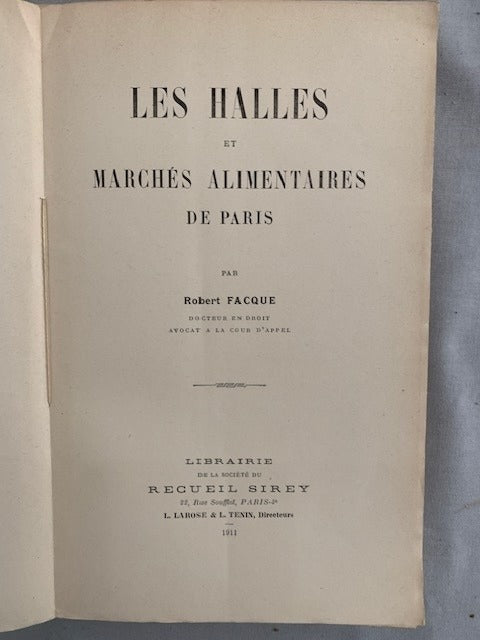 LES HALLES
ET
MARCHÉS ALIMENTAIRES
DE PARIS
PAR
Robert FACQUE
DOCTEUR EN DROIT
AVOCAT A LA COUR D'APPEL
LIBRAIRIE
DE LA SOCIÉTÉ DU
RECUEIL SIREY
22, Rue Soufflot, PARIS-5e
L. LAROSE & L. TENIN, Directeurs
1911